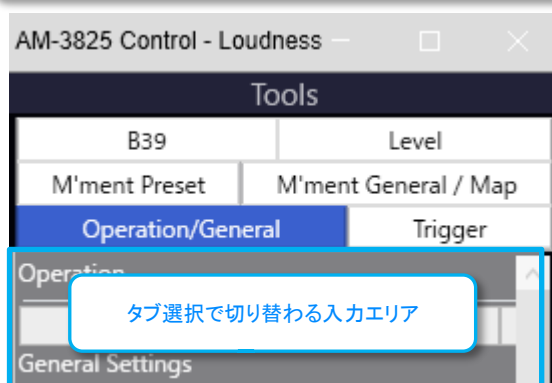 AM-3825 Control - Loudness
Tools
B39
Level
M'ment Preset
M'ment General / Map
Operation/General
Trigger
Operation
タブ選択で切り替わる入力エリア
General Settings